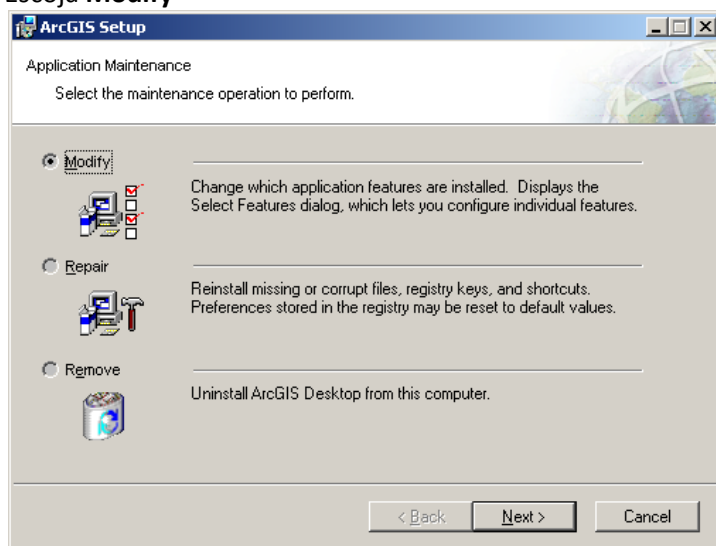 Escoja Modify
ArcGIS Setup
Application Maintenance
Select the maintenance operation to perform.
Modify
Change which application features are installed. Displays the
Select Features dialog, which lets you configure individual features.
Repair
Reinstall missing or corrupt files, registry keys, and shortcuts.
Preferences stored in the registry may be reset to default values.
Remove
Uninstall ArcGIS Desktop from this computer.
< Back
Next >
Cancel